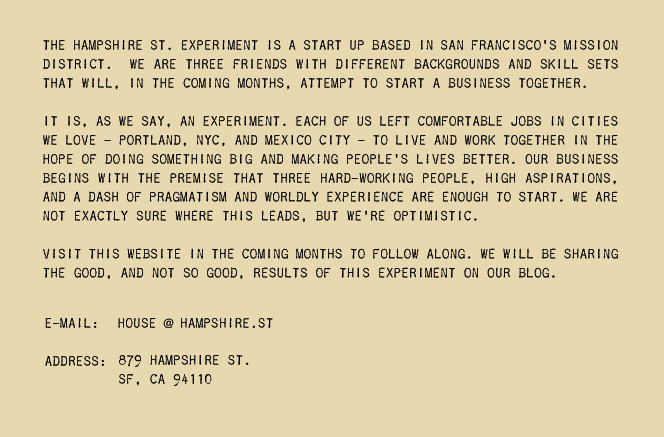 THE HAMPSHIRE ST. EXPERIMENT IS A START UP BASED IN SAN FRANCISCO'S MISSION
DISTRICT.  WE ARE THREE FRIENDS WITH DIFFERENT BACKGROUNDS AND SKILL SETS
THAT WILL, IN THE COMING MONTHS, ATTEMPT TO START A BUSINESS TOGETHER.
IT IS, AS WE SAY, AN EXPERIMENT. EACH OF US LEFT COMFORTABLE JOBS IN CITIES
WE LOVE – PORTLAND, NYC, AND MEXICO CITY – TO LIVE AND WORK TOGETHER IN THE
HOPE OF DOING SOMETHING BIG AND MAKING PEOPLE'S LIVES BETTER. OUR BUSINESS
BEGINS WITH THE PREMISE THAT THREE HARD-WORKING PEOPLE, HIGH ASPIRATIONS,
AND A DASH OF PRAGMATISM AND WORLDLY EXPERIENCE ARE ENOUGH TO START. WE ARE
NOT EXACTLY SURE WHERE THIS LEADS, BUT WE'RE OPTIMISTIC.
VISIT THIS WEBSITE IN THE COMING MONTHS TO FOLLOW ALONG. WE WILL BE SHARING
THE GOOD, AND NOT SO GOOD, RESULTS OF THIS EXPERIMENT ON OUR BLOG.
E-MAIL: HOUSE @ HAMPSHIRE.ST
ADDRESS: 879 HAMPSHIRE ST.
SF, CA 94110